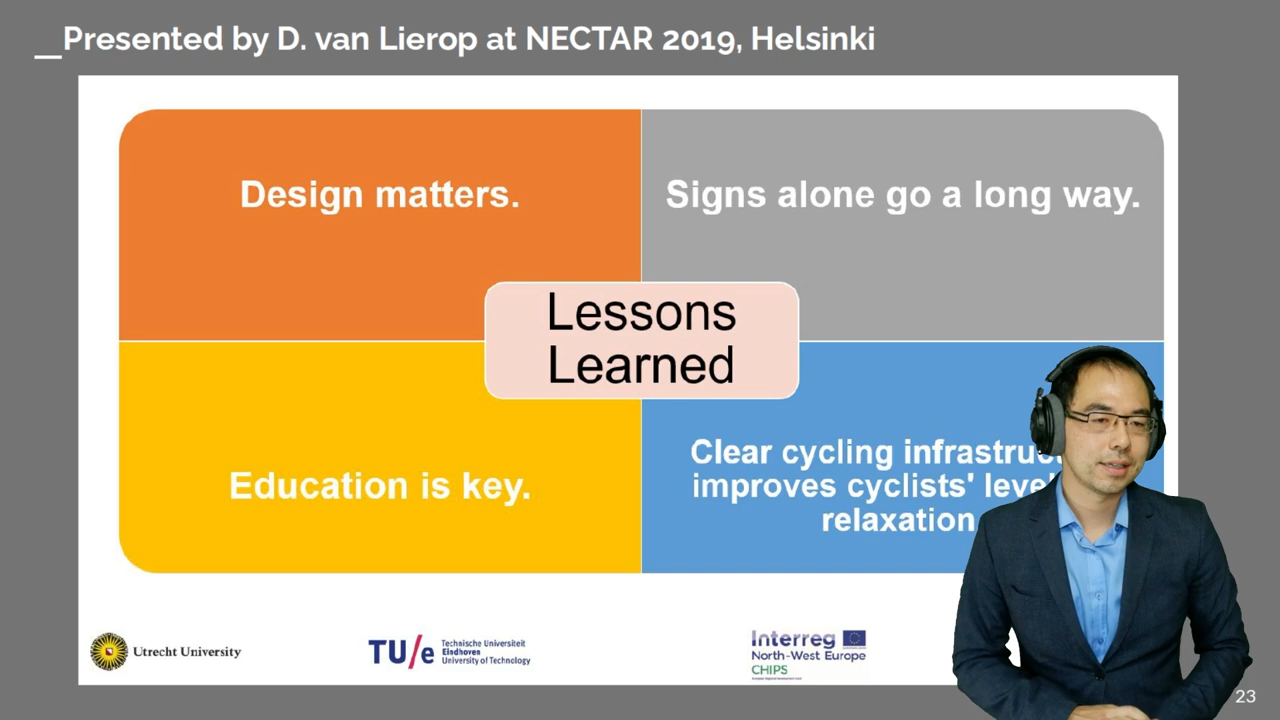 _Presented by D. van Lierop at NECTAR 2019, Helsinki
Design matters.
Signs alone go a long way.
Lessons
Learned
Education is key.
Clear cycling
improves cyclists'
relaxation
Utrecht University
TU/e
Technische Universiteit
Eindhoven
University of Technology
Interreg
North-West Europe
CHIPS
23